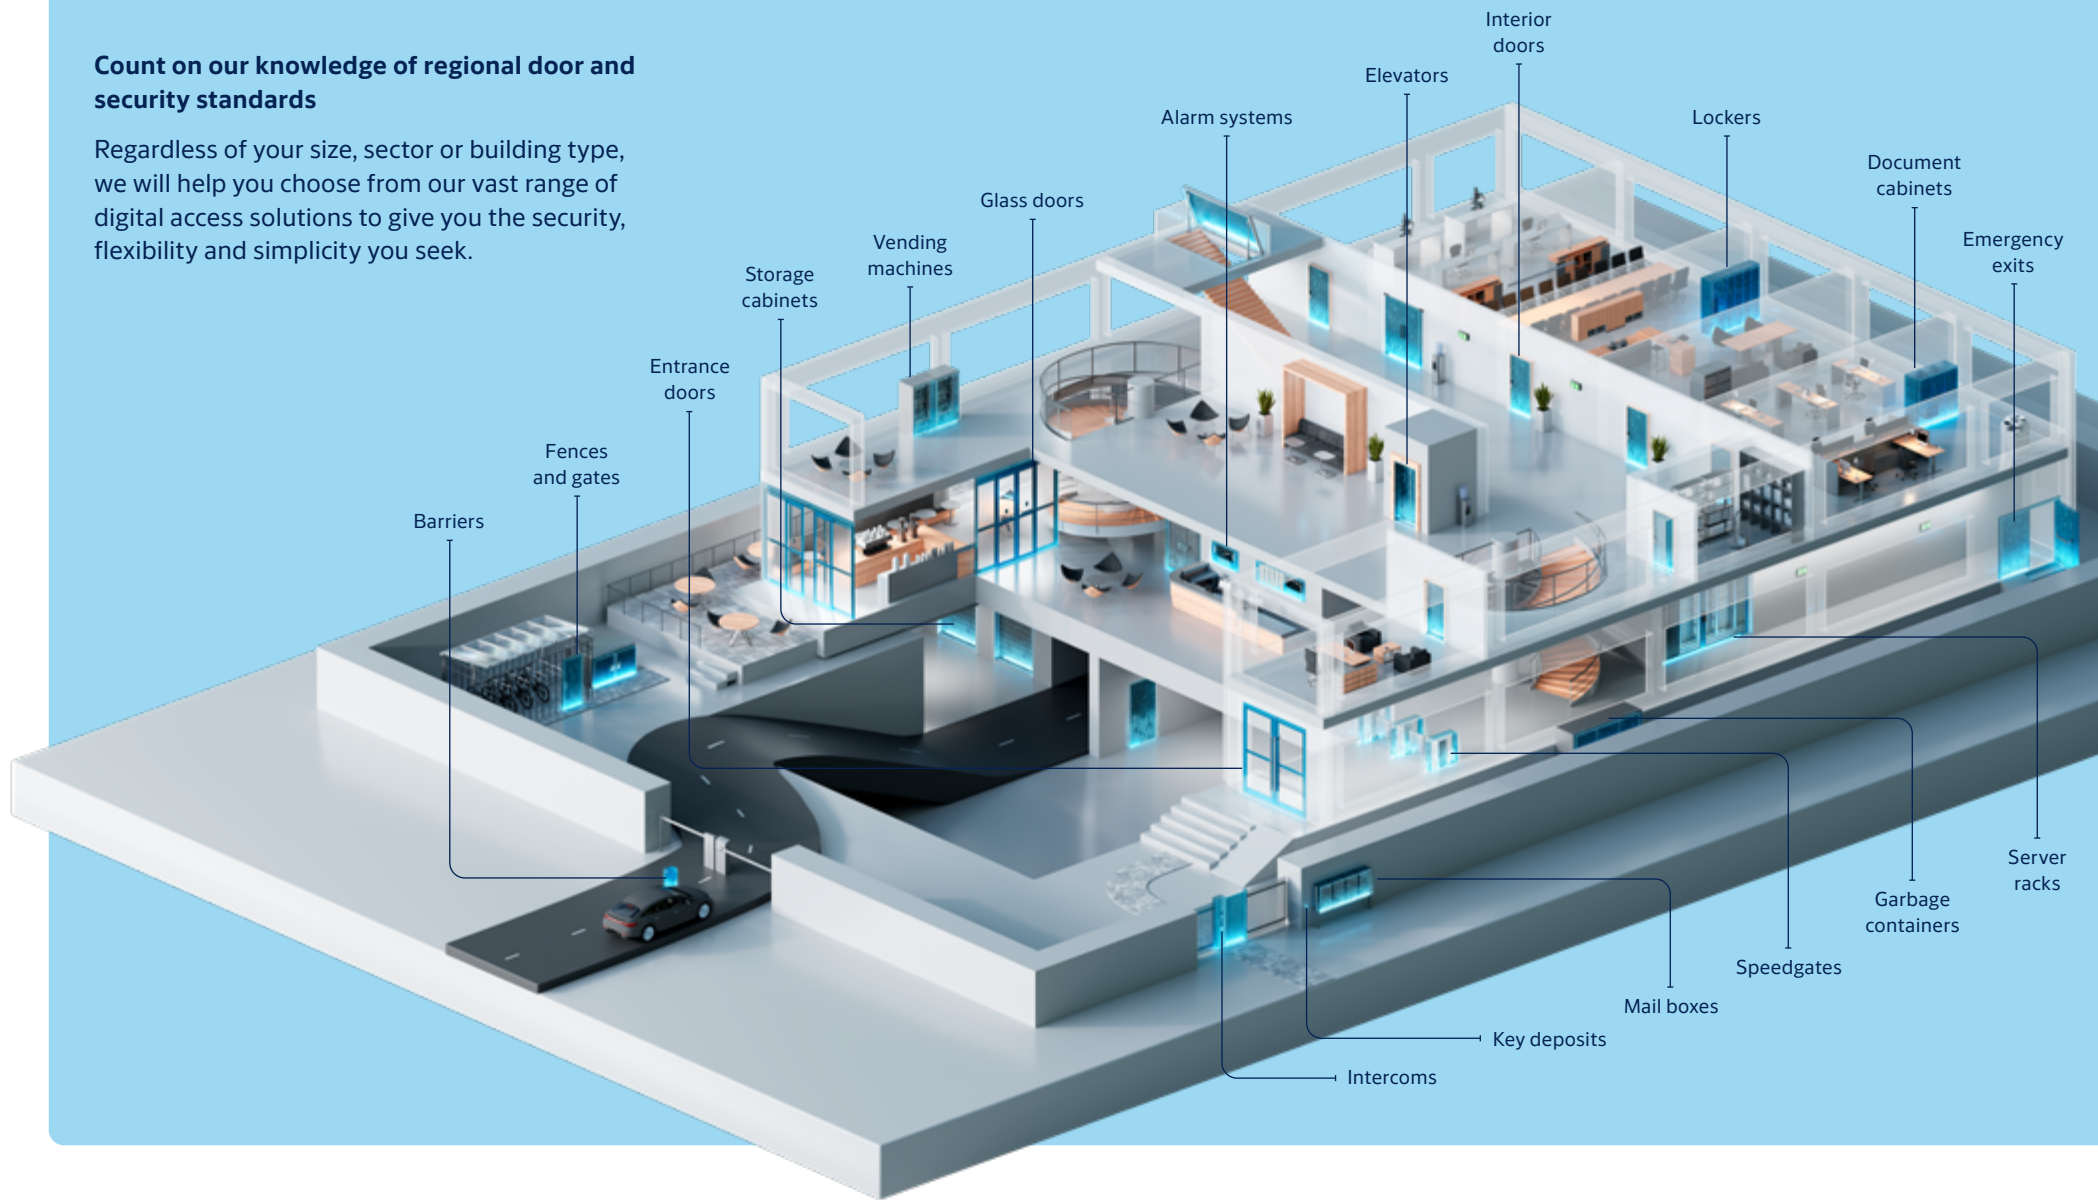 Count on our knowledge of regional door and
security standards
Regardless of your size, sector or building type,
we will help you choose from our vast range of
digital access solutions to give you the security,
flexibility and simplicity you seek.
Interior
doors
Elevators
Alarm systems
Lockers
Document
cabinets
Glass doors
Vending
machines
Emergency
exits
Storage
cabinets
Entrance
doors
Fences
and gates
Barriers
Server
racks
Garbage
containers
Speedgates
Mail boxes
Key deposits
Intercoms